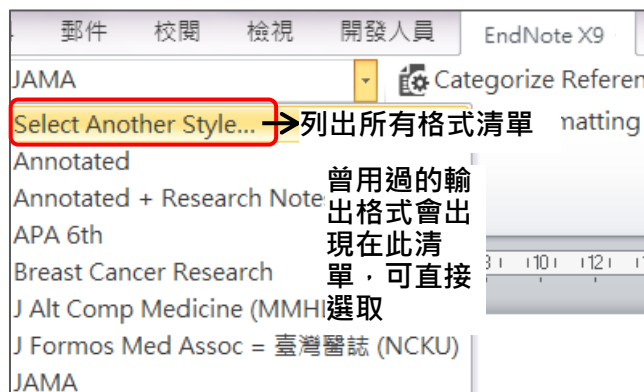 郵件 校閱 檢視 開發人員 EndNote X9
JAMA Categorize Referen
Select Another Style... 列出所有格式清單 natting
Annotated
Annotated + Research Note
APA 6th
Breast Cancer Research
J Alt Comp Medicine (MMHI
J Formos Med Assoc = 臺灣醫誌 (NCKU)
JAMA
曾用過的輸
出格式會出
現在此清
單，可直接
選取
10 12